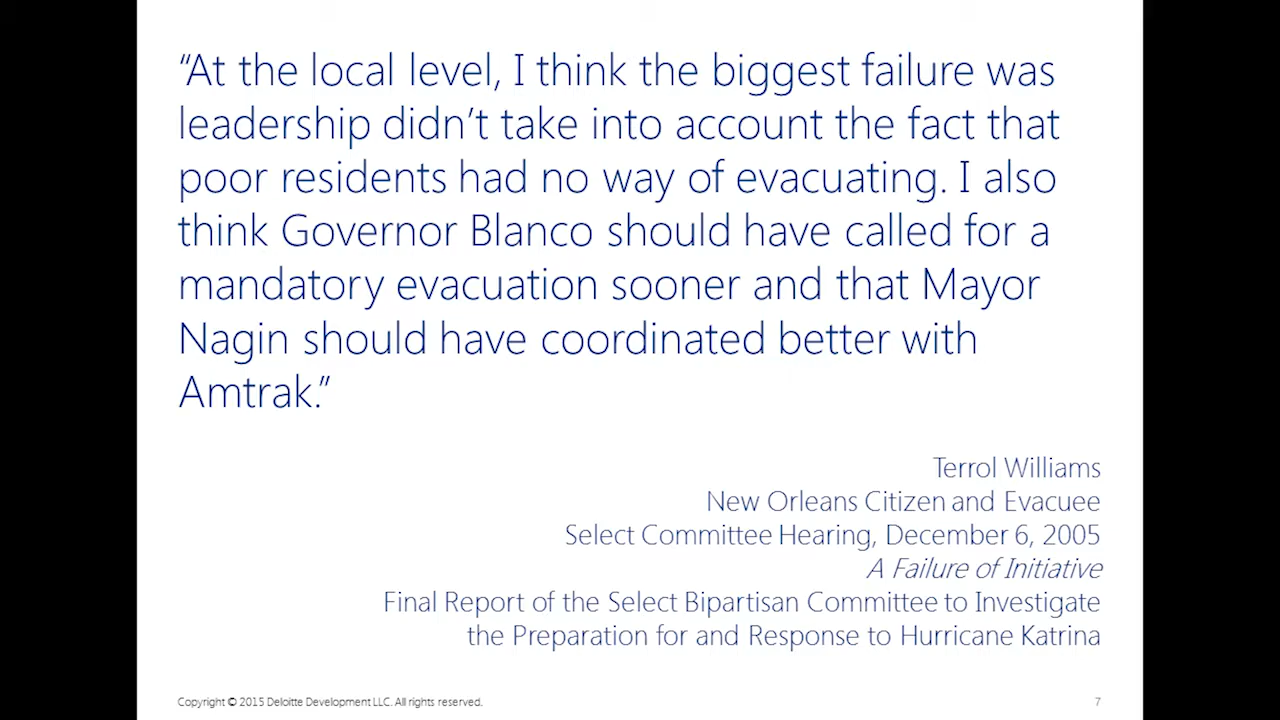 “At the local level, I think the biggest failure was
leadership didn’t take into account the fact that
poor residents had no way of evacuating. I also
think Governor Blanco should have called for a
mandatory evacuation sooner and that Mayor
Nagin should have coordinated better with
Amtrak.”
Terrol Williams
New Orleans Citizen and Evacuee
Select Committee Hearing, December 6, 2005
A Failure of Initiative
Final Report of the Select Bipartisan Committee to Investigate
the Preparation for and Response to Hurricane Katrina
Copyright © 2015 Deloitte Development LLC. All rights reserved.
7